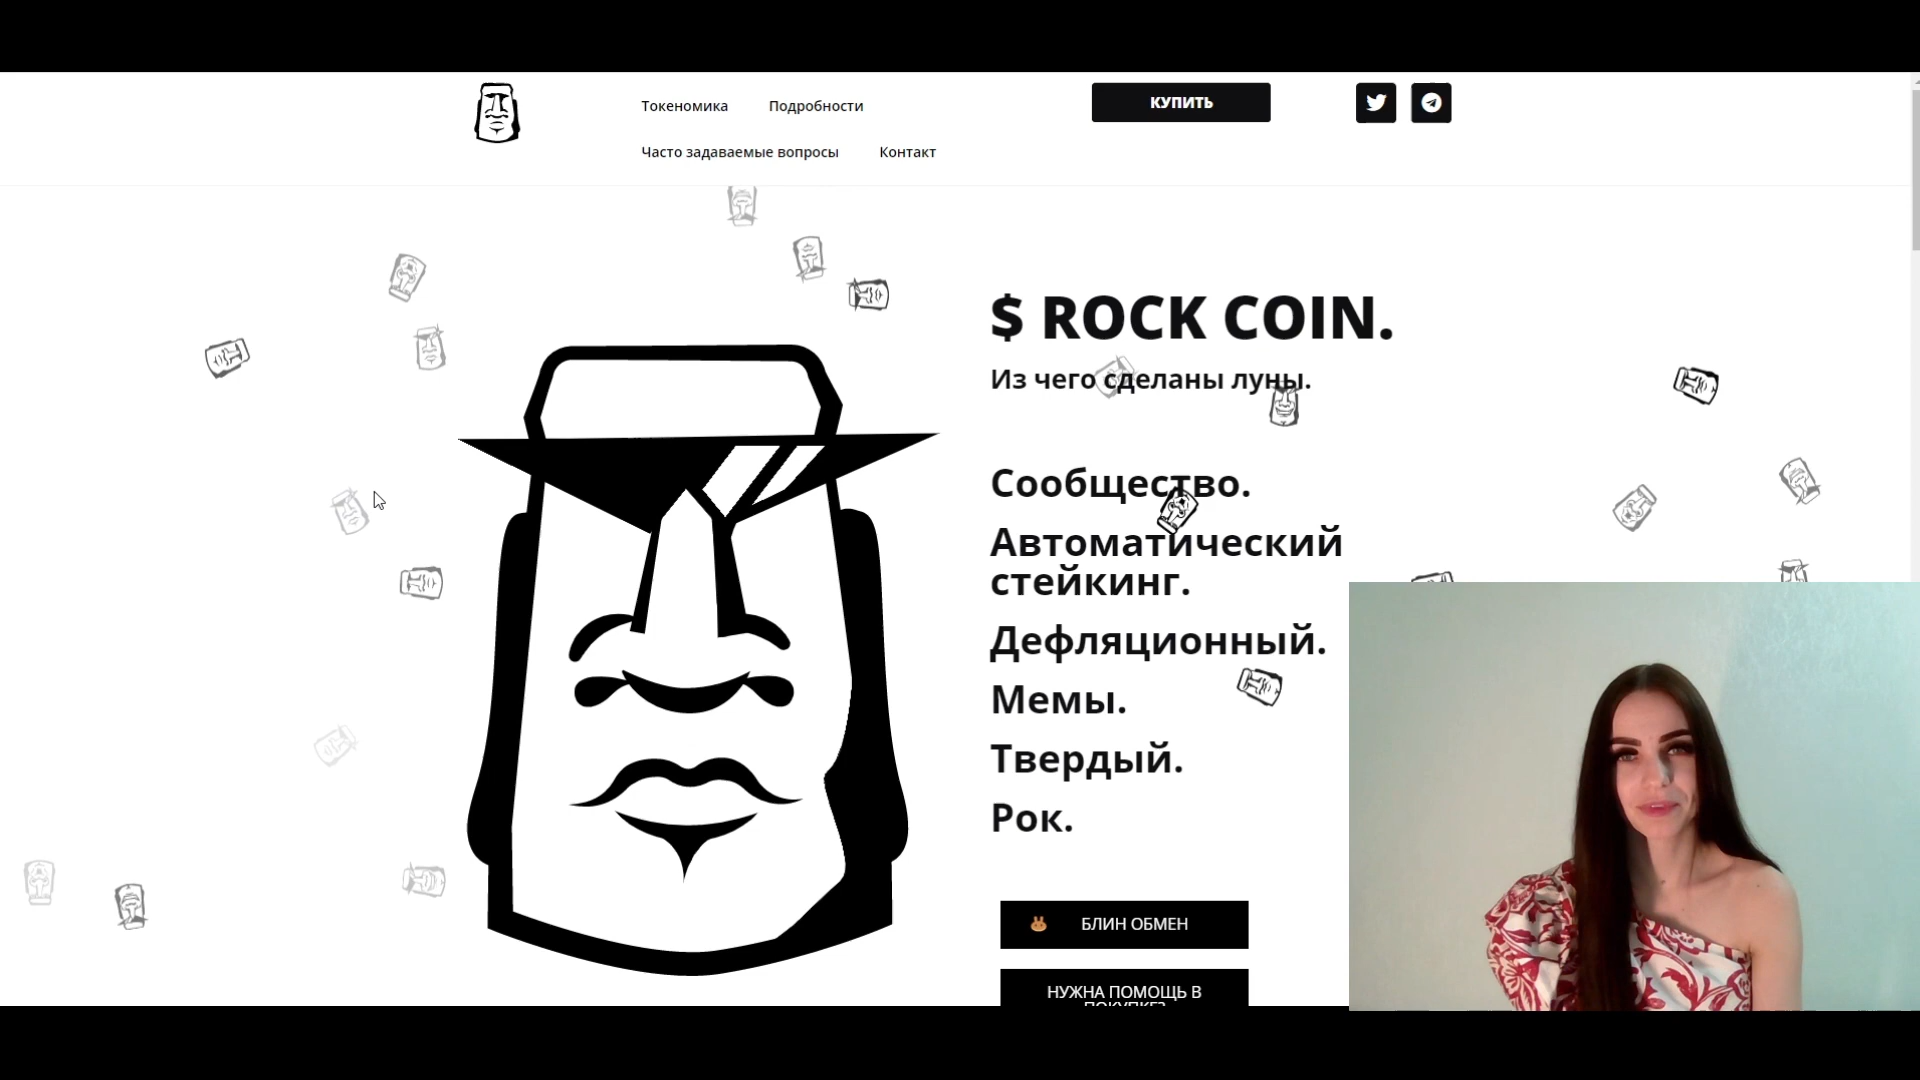 Токеномика Подробности
Часто задаваемые вопросы Контакт
КУПИТЬ
$ ROCK COIN.
Из чего сделаны луны.
Сообщество.
Автоматический
стейкинг.
Дефляционный.
Мемы.
Твердый.
Рок.
БЛИН ОБМЕН
НУЖНА ПОМОЩЬ В
ПОКУПКЕ?